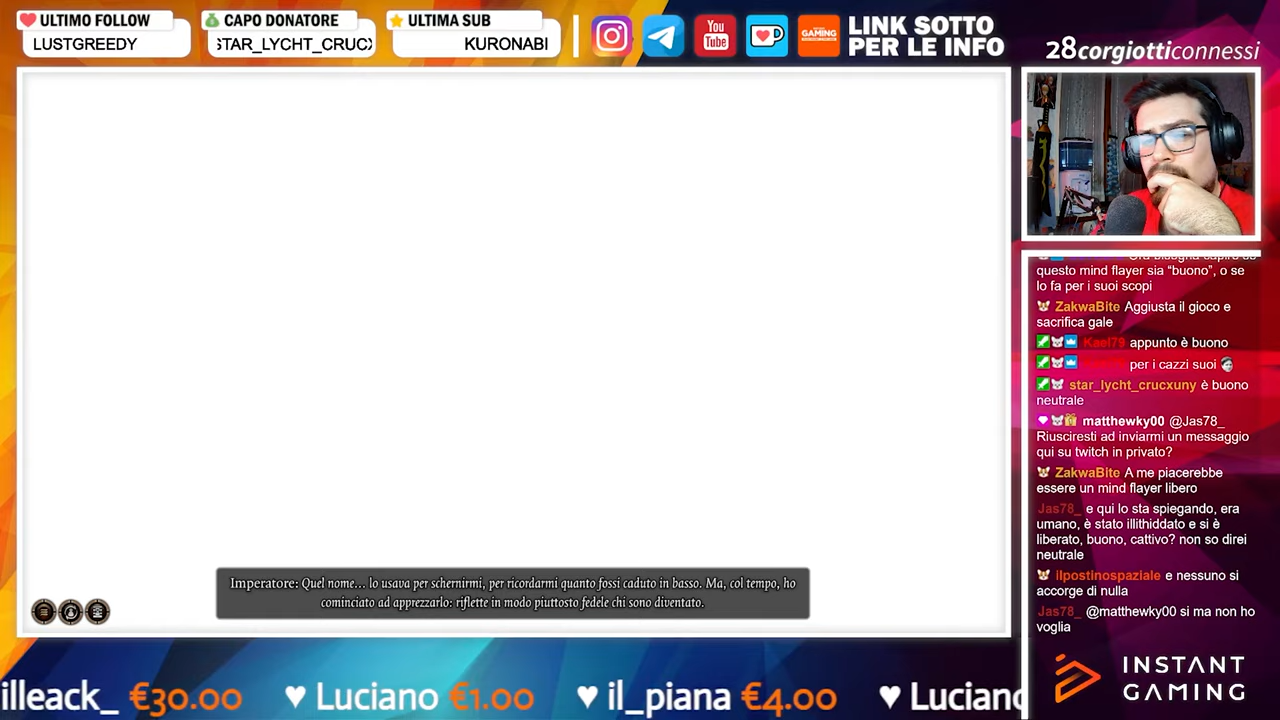 ULTIMO FOLLOW
LUSTGREEDY
CAPO DONATORE
STAR_LYCHT_CRUCX
ULTIMA SUB
KURONABI
You
Tube
GAMING
LINK SOTTO
PER LE INFO
28corgiotticonnessi
questo mind flayer sia “buono”, o se
lo fa per i suoi scopi
ZakwaBite Aggiusta il gioco e
sacrifica gale
Kael79 appunto è buono
per i cazzi suoi
star_lycht_crucxuny è buono
neutrale
matthewky00 @Jas78_
Riusciresti ad inviarmi un messaggio
qui su twitch in privato?
ZakwaBite A me piacerebbe
essere un mind flayer libero
Jas78_ e qui lo sta spiegando, era
umano, è stato illithiddato e si è
liberato, buono, cattivo? non so direi
neutrale
ilpostinospaziale e nessuno si
accorge di nulla
Jas78_ @matthewky00 si ma non ho
voglia
Imperatore: Quel nome... lo usava per schernirmi, per ricordarmi quanto fossi caduto in basso. Ma, col tempo, ho
cominciato ad apprezzarlo: riflette in modo piuttosto fedele chi sono diventato.
INSTANT
GAMING
illeack_ €30.00 ♥ Luciano €1.00 ♥ il_piana €4.00 ♥ Luciano